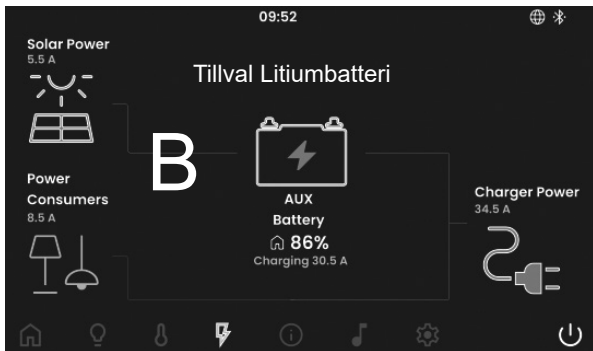 09:52
Solar Power
5.5 A
Tillval Litiumbatteri
B
Power
Consumers
8.5 A
AUX
Battery
86%
Charging 30.5 A
Charger Power
34.5 A